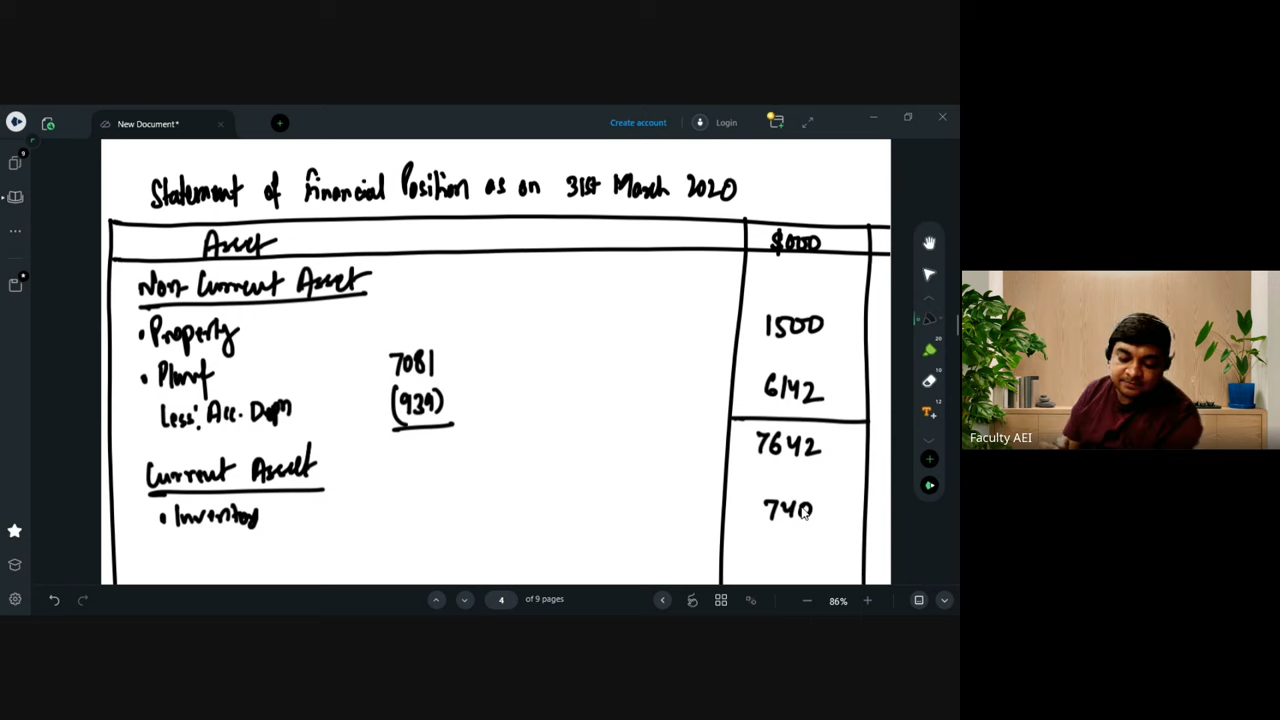 New Document*
Create account
Login
Statement of Financial Position as on 31st March 2020
Asset $000
Non Current Asset
• Property 1500
• Plant 7081 6142
Less: Acc. Depn (939)
7642
Current Asset
• Inventory 740
Faculty AEI
4 of 9 pages
86%